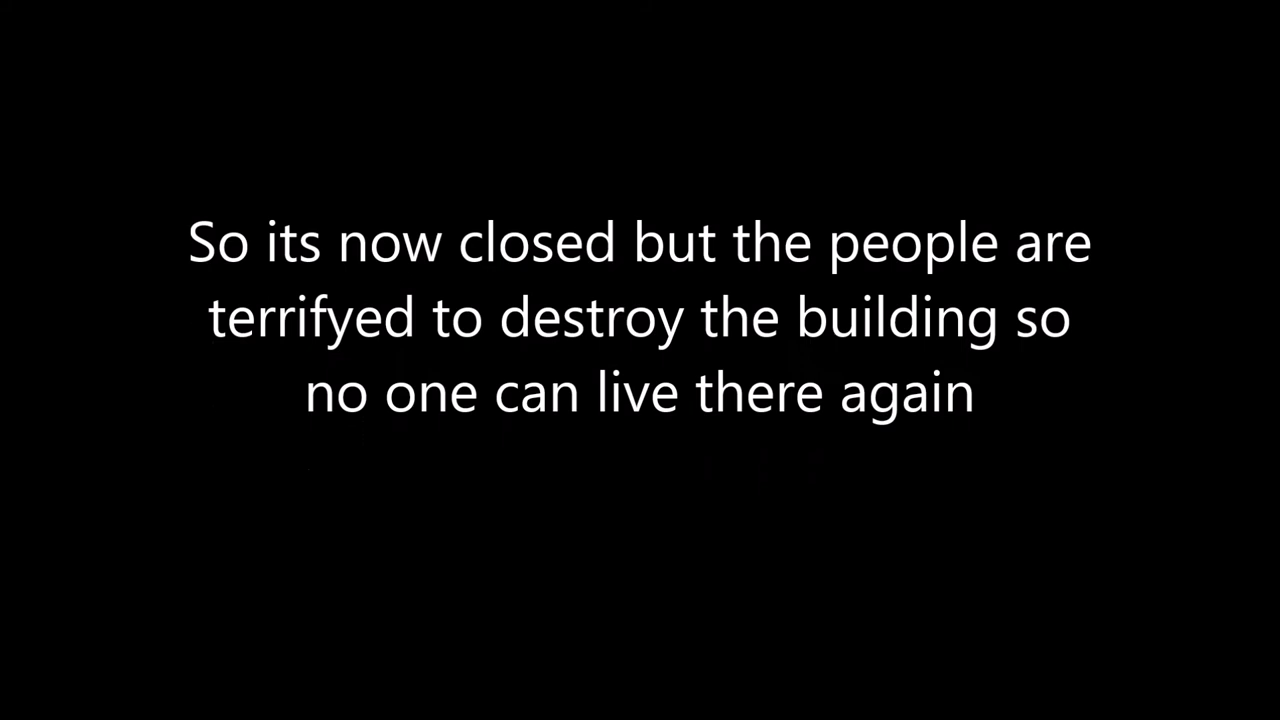 So its now closed but the people are
terrifyed to destroy the building so
no one can live there again